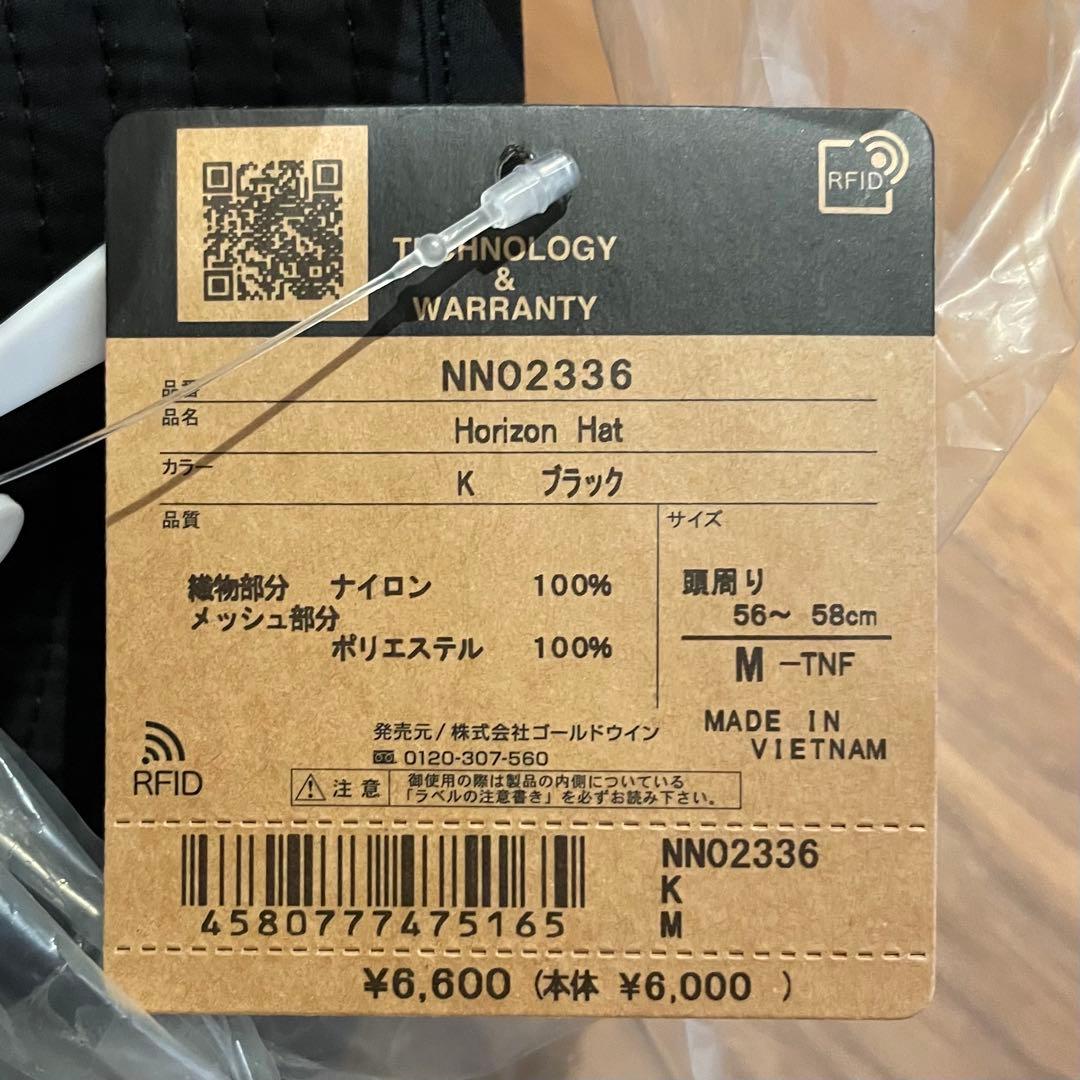 RFID
TECHNOLOGY
&
WARRANTY
品番 NN02336
品名 Horizon Hat
カラー K ブラック
品質 サイズ
織物部分 ナイロン 100%
メッシュ部分
ポリエステル 100%
頭周り
56～ 58cm
M -TNF
MADE IN
VIETNAM
発売元/株式会社ゴールドウイン
0120-307-560
RFID
注意 御使用の際は製品の内側についている
「ラベルの注意書き」を必ずお読み下さい。
4580777475165
NN02336
K
M
¥6,600 (本体 ¥6,000 )